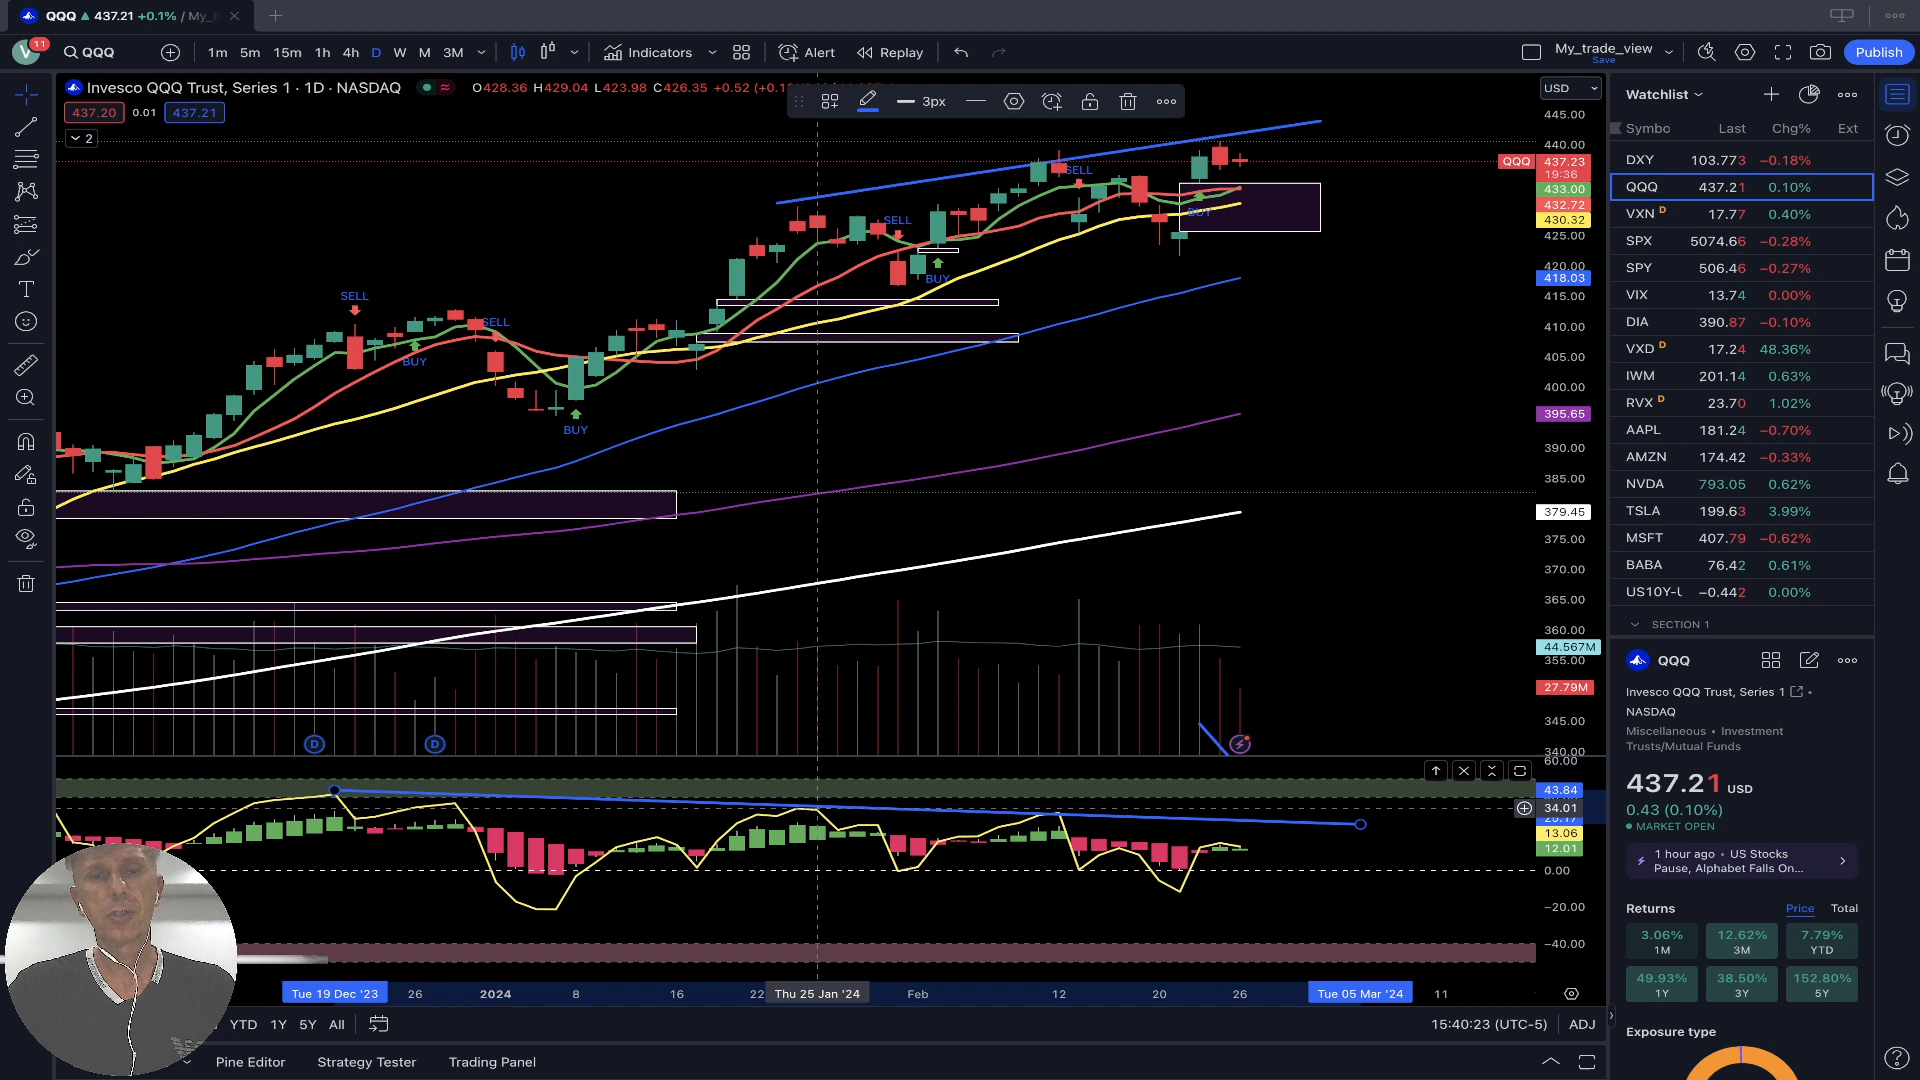 QQQ ▲ 437.21 +0.1% / My_t
V 11 QQQ 1m 5m 15m 1h 4h D W M 3M Indicators Alert Replay My_trade_view Save Publish
Invesco QQQ Trust, Series 1 · 1D · NASDAQ O428.36 H429.04 L423.98 C426.35 +0.52
437.20 0.01 437.21
2
3px
USD
445.00
440.00
QQQ 437.23
19:36
433.00
432.72
430.32
425.00
420.00
418.03
415.00
410.00
405.00
400.00
395.65
390.00
385.00
379.45
375.00
370.00
365.00
360.00
44.567M
355.00
27.79M
345.00
340.00
SELL
BUY
SELL
BUY
SELL
BUY
SELL
BUY
D D
60.00
43.84
34.01
13.06
12.01
0.00
−20.00
−40.00
Tue 19 Dec '23 26 2024 8 16 22 Thu 25 Jan '24 Feb 12 20 26 Tue 05 Mar '24 11
YTD 1Y 5Y All 15:40:23 (UTC-5) ADJ
Pine Editor Strategy Tester Trading Panel
Watchlist
Symbo Last Chg% Ext
DXY 103.773 −0.18%
QQQ 437.21 0.10%
VXN D 17.77 0.40%
SPX 5074.66 −0.28%
SPY 506.46 −0.27%
VIX 13.74 0.00%
DIA 390.87 −0.10%
VXD D 17.24 48.36%
IWM 201.14 0.63%
RVX D 23.70 1.02%
AAPL 181.24 −0.70%
AMZN 174.42 −0.33%
NVDA 793.05 0.62%
TSLA 199.63 3.99%
MSFT 407.79 −0.62%
BABA 76.42 0.61%
US10Y-U −0.442 0.00%
SECTION 1
QQQ
Invesco QQQ Trust, Series 1 •
NASDAQ
Miscellaneous • Investment
Trusts/Mutual Funds
437.21 USD
0.43 (0.10%)
MARKET OPEN
1 hour ago • US Stocks
Pause, Alphabet Falls On...
Returns Price Total
3.06% 12.62% 7.79%
1M 3M YTD
49.93% 38.50% 152.80%
1Y 3Y 5Y
Exposure type